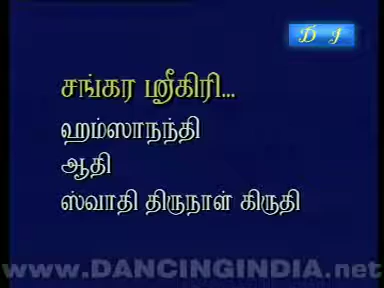 D I
சங்கர ஸ்ரீகிரி...
ஹம்ஸாநந்தி
ஆதி
ஸ்வாதி திருநாள் கிருதி
www.DANCINGINDIA.net